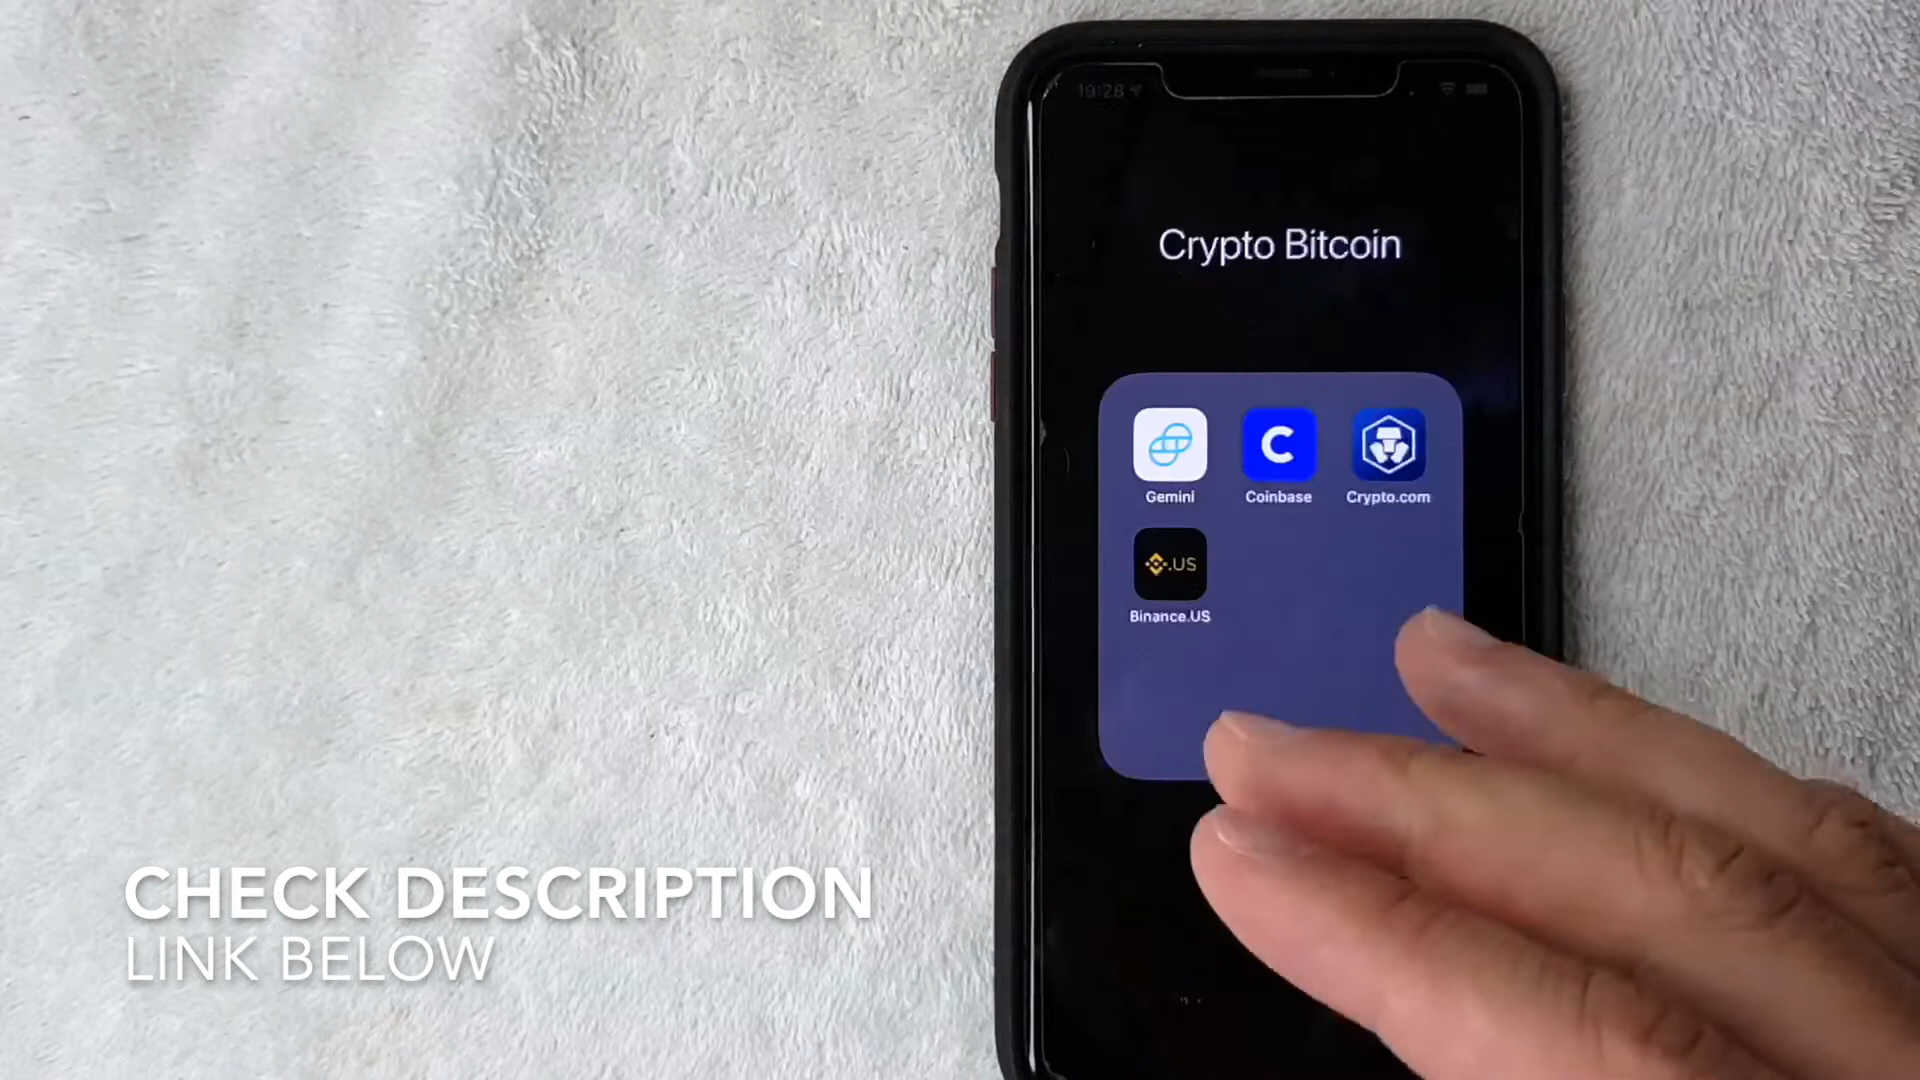 19:28
Crypto Bitcoin
C
Gemini
Coinbase
Crypto.com
.US
Binance.US
CHECK DESCRIPTION
LINK BELOW